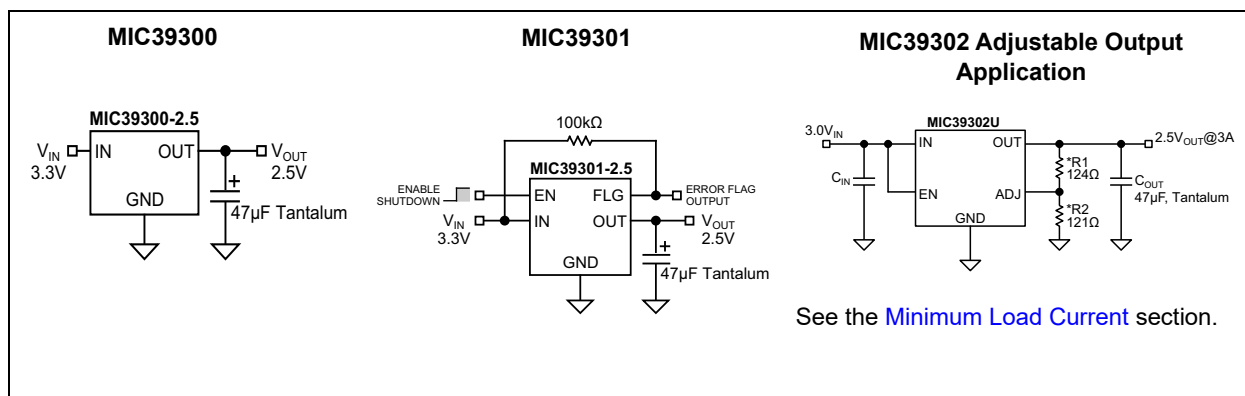 MIC39300
MIC39300-2.5
VIN
3.3V
IN
OUT
GND
VOUT
2.5V
+
47µF Tantalum
MIC39301
100kΩ
MIC39301-2.5
ENABLE
SHUTDOWN
EN
FLG
ERROR FLAG
OUTPUT
VIN
3.3V
IN
OUT
VOUT
2.5V
GND
+
47µF Tantalum
MIC39302 Adjustable Output
Application
MIC39302U
3.0VIN
IN
OUT
2.5VOUT@3A
CIN
EN
ADJ
GND
*R1
124Ω
*R2
121Ω
COUT
47µF, Tantalum
See the Minimum Load Current section.